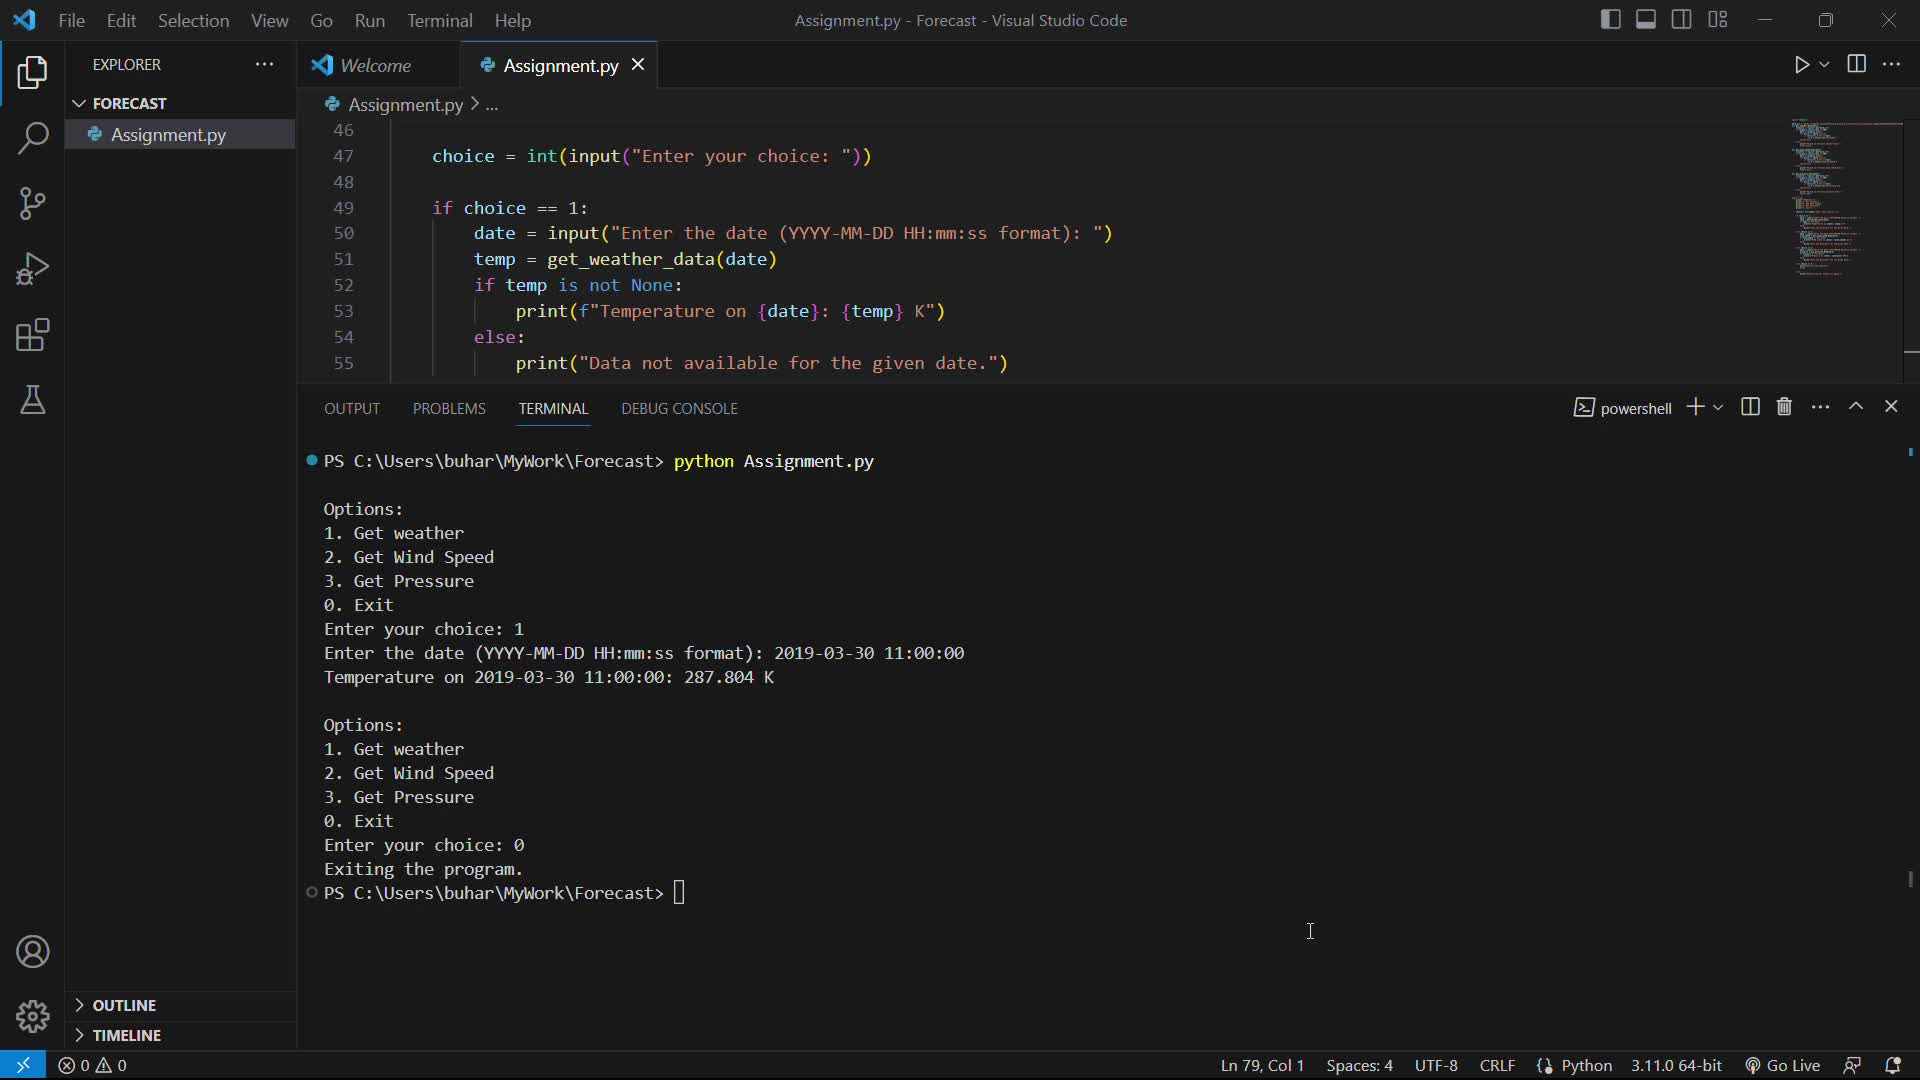 File Edit Selection View Go Run Terminal Help
Assignment.py - Forecast - Visual Studio Code
EXPLORER
FORECAST
Assignment.py
OUTLINE
TIMELINE
Welcome
Assignment.py
Assignment.py > ...
46
47 choice = int(input("Enter your choice: "))
48
49 if choice == 1:
50 date = input("Enter the date (YYYY-MM-DD HH:mm:ss format): ")
51 temp = get_weather_data(date)
52 if temp is not None:
53 print(f"Temperature on {date}: {temp} K")
54 else:
55 print("Data not available for the given date.")
OUTPUT PROBLEMS TERMINAL DEBUG CONSOLE
powershell
PS C:\Users\buhar\MyWork\Forecast> python Assignment.py
Options:
1. Get weather
2. Get Wind Speed
3. Get Pressure
0. Exit
Enter your choice: 1
Enter the date (YYYY-MM-DD HH:mm:ss format): 2019-03-30 11:00:00
Temperature on 2019-03-30 11:00:00: 287.804 K
Options:
1. Get weather
2. Get Wind Speed
3. Get Pressure
0. Exit
Enter your choice: 0
Exiting the program.
PS C:\Users\buhar\MyWork\Forecast>
0 0
Ln 79, Col 1 Spaces: 4 UTF-8 CRLF Python 3.11.0 64-bit Go Live